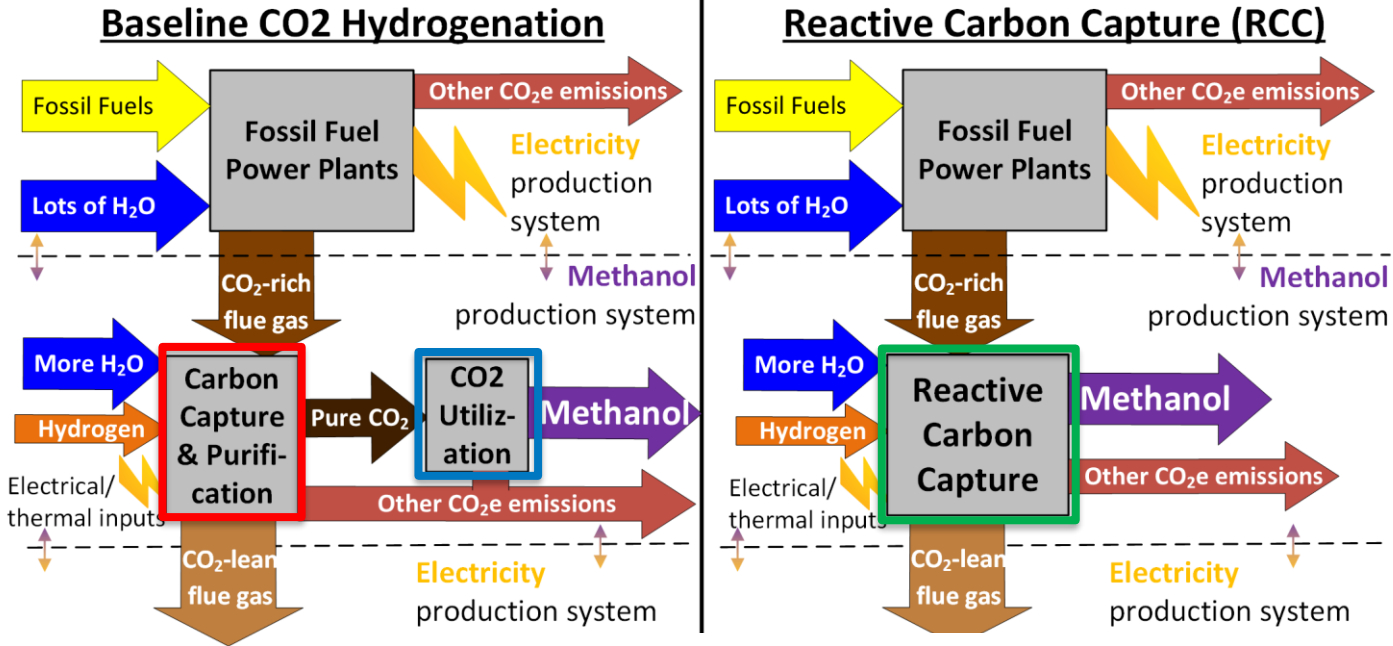 Baseline CO2 Hydrogenation
Fossil Fuels
Fossil Fuel
Power Plants
Other CO₂e emissions
Electricity
production
system
Lots of H₂O
CO₂-rich
flue gas
Methanol
production system
More H₂O
Hydrogen
Electrical/
thermal inputs
Carbon
Capture
& Purifi-
cation
Pure CO₂
CO2
Utiliz-
ation
Methanol
Other CO₂e emissions
CO₂-lean
flue gas
Electricity
production system
Reactive Carbon Capture (RCC)
Fossil Fuels
Fossil Fuel
Power Plants
Other CO₂e emissions
Electricity
production
system
Lots of H₂O
CO₂-rich
flue gas
Methanol
production system
More H₂O
Hydrogen
Electrical/
thermal inputs
Reactive
Carbon
Capture
Methanol
Other CO₂e emissions
CO₂-lean
flue gas
Electricity
production system